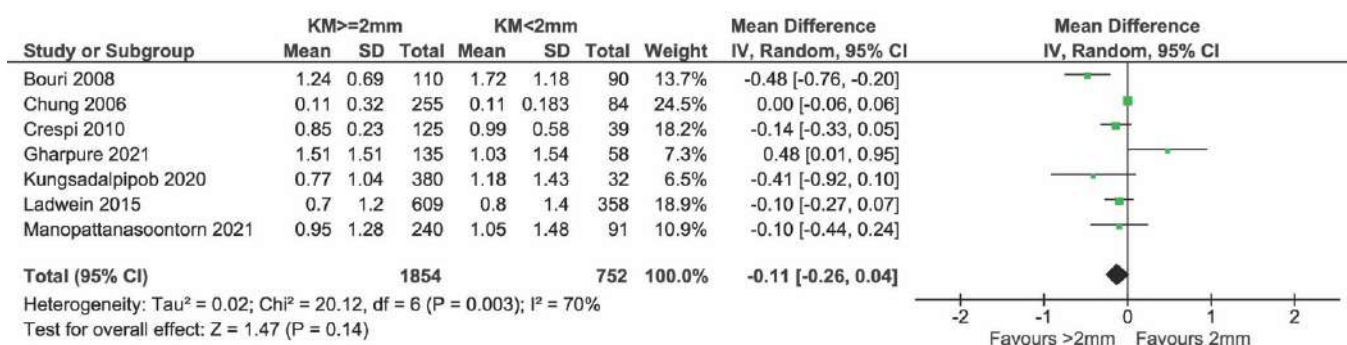 KM>=2mm KM<2mm Mean Difference Mean Difference
Study or Subgroup Mean SD Total Mean SD Total Weight IV, Random, 95% CI IV, Random, 95% CI
Bouri 2008 1.24 0.69 110 1.72 1.18 90 13.7% -0.48 [-0.76, -0.20]
Chung 2006 0.11 0.32 255 0.11 0.183 84 24.5% 0.00 [-0.06, 0.06]
Crespi 2010 0.85 0.23 125 0.99 0.58 39 18.2% -0.14 [-0.33, 0.05]
Gharpure 2021 1.51 1.51 135 1.03 1.54 58 7.3% 0.48 [0.01, 0.95]
Kungsadalpipob 2020 0.77 1.04 380 1.18 1.43 32 6.5% -0.41 [-0.92, 0.10]
Ladwein 2015 0.7 1.2 609 0.8 1.4 358 18.9% -0.10 [-0.27, 0.07]
Manopattanasoontorn 2021 0.95 1.28 240 1.05 1.48 91 10.9% -0.10 [-0.44, 0.24]
Total (95% CI) 1854 752 100.0% -0.11 [-0.26, 0.04]
Heterogeneity: Tau² = 0.02; Chi² = 20.12, df = 6 (P = 0.003); I² = 70%
Test for overall effect: Z = 1.47 (P = 0.14)
-2 -1 0 1 2
Favours >2mm Favours 2mm